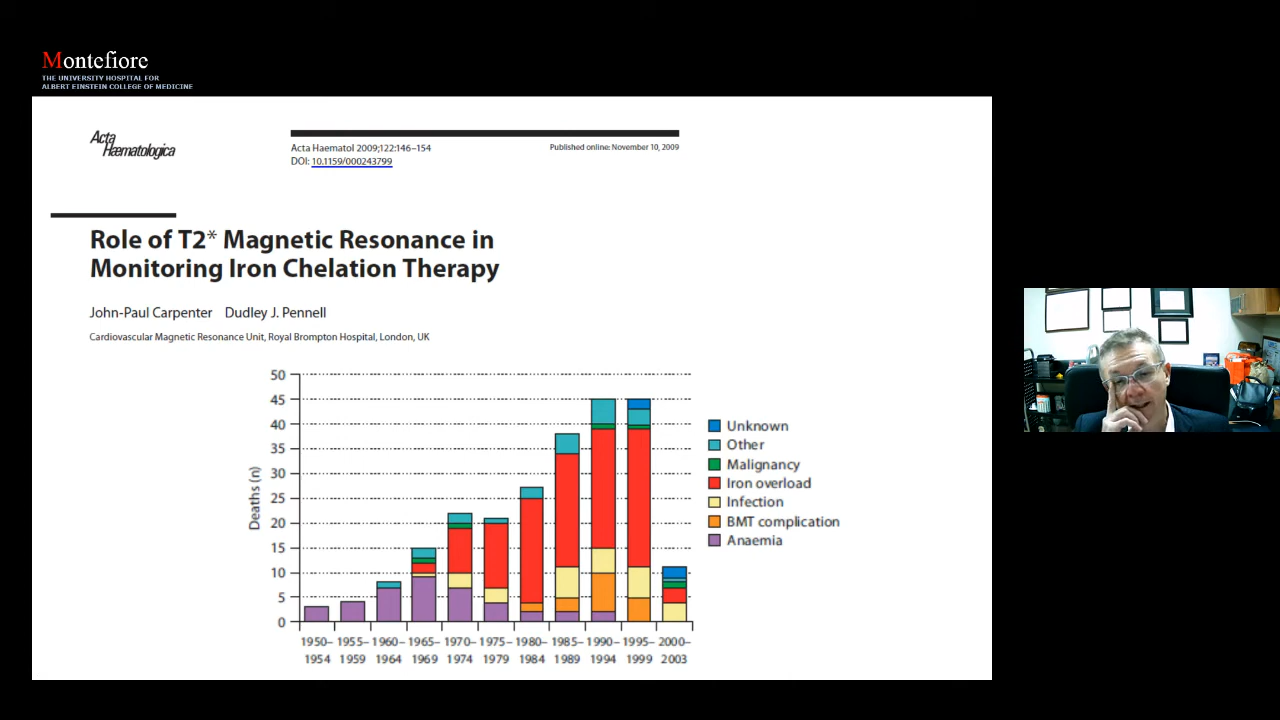 Montefiore
THE UNIVERSITY HOSPITAL FOR
ALBERT EINSTEIN COLLEGE OF MEDICINE
Acta
Hæmatologica
Acta Haematol 2009;122:146–154
DOI: 10.1159/000243799
Published online: November 10, 2009
Role of T2* Magnetic Resonance in
Monitoring Iron Chelation Therapy
John-Paul Carpenter Dudley J. Pennell
Cardiovascular Magnetic Resonance Unit, Royal Brompton Hospital, London, UK
Deaths (n)
50
45
40
35
30
25
20
15
10
5
0
1950– 1955– 1960– 1965– 1970– 1975– 1980– 1985– 1990– 1995– 2000–
1954 1959 1964 1969 1974 1979 1984 1989 1994 1999 2003
Unknown
Other
Malignancy
Iron overload
Infection
BMT complication
Anaemia